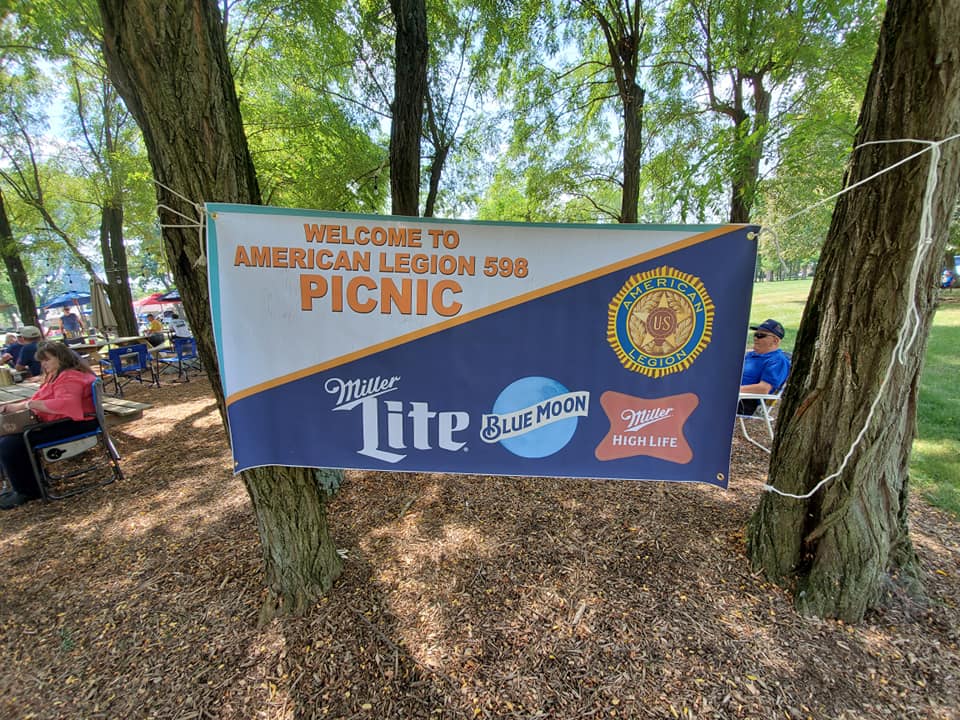 WELCOME TO
AMERICAN LEGION 598
PICNIC
AMERICAN
US
LEGION
Miller
Lite
BLUE MOON
Miller
HIGH LIFE